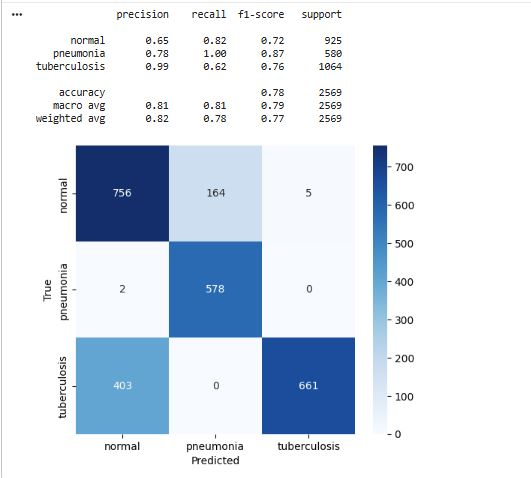 •••
precision recall f1-score support
normal 0.65 0.82 0.72 925
pneumonia 0.78 1.00 0.87 580
tuberculosis 0.99 0.62 0.76 1064
accuracy 0.78 2569
macro avg 0.81 0.81 0.79 2569
weighted avg 0.82 0.78 0.77 2569
normal 756 164 5
pneumonia 2 578 0
tuberculosis 403 0 661
True
normal pneumonia tuberculosis
Predicted
700
600
500
400
300
200
100
0